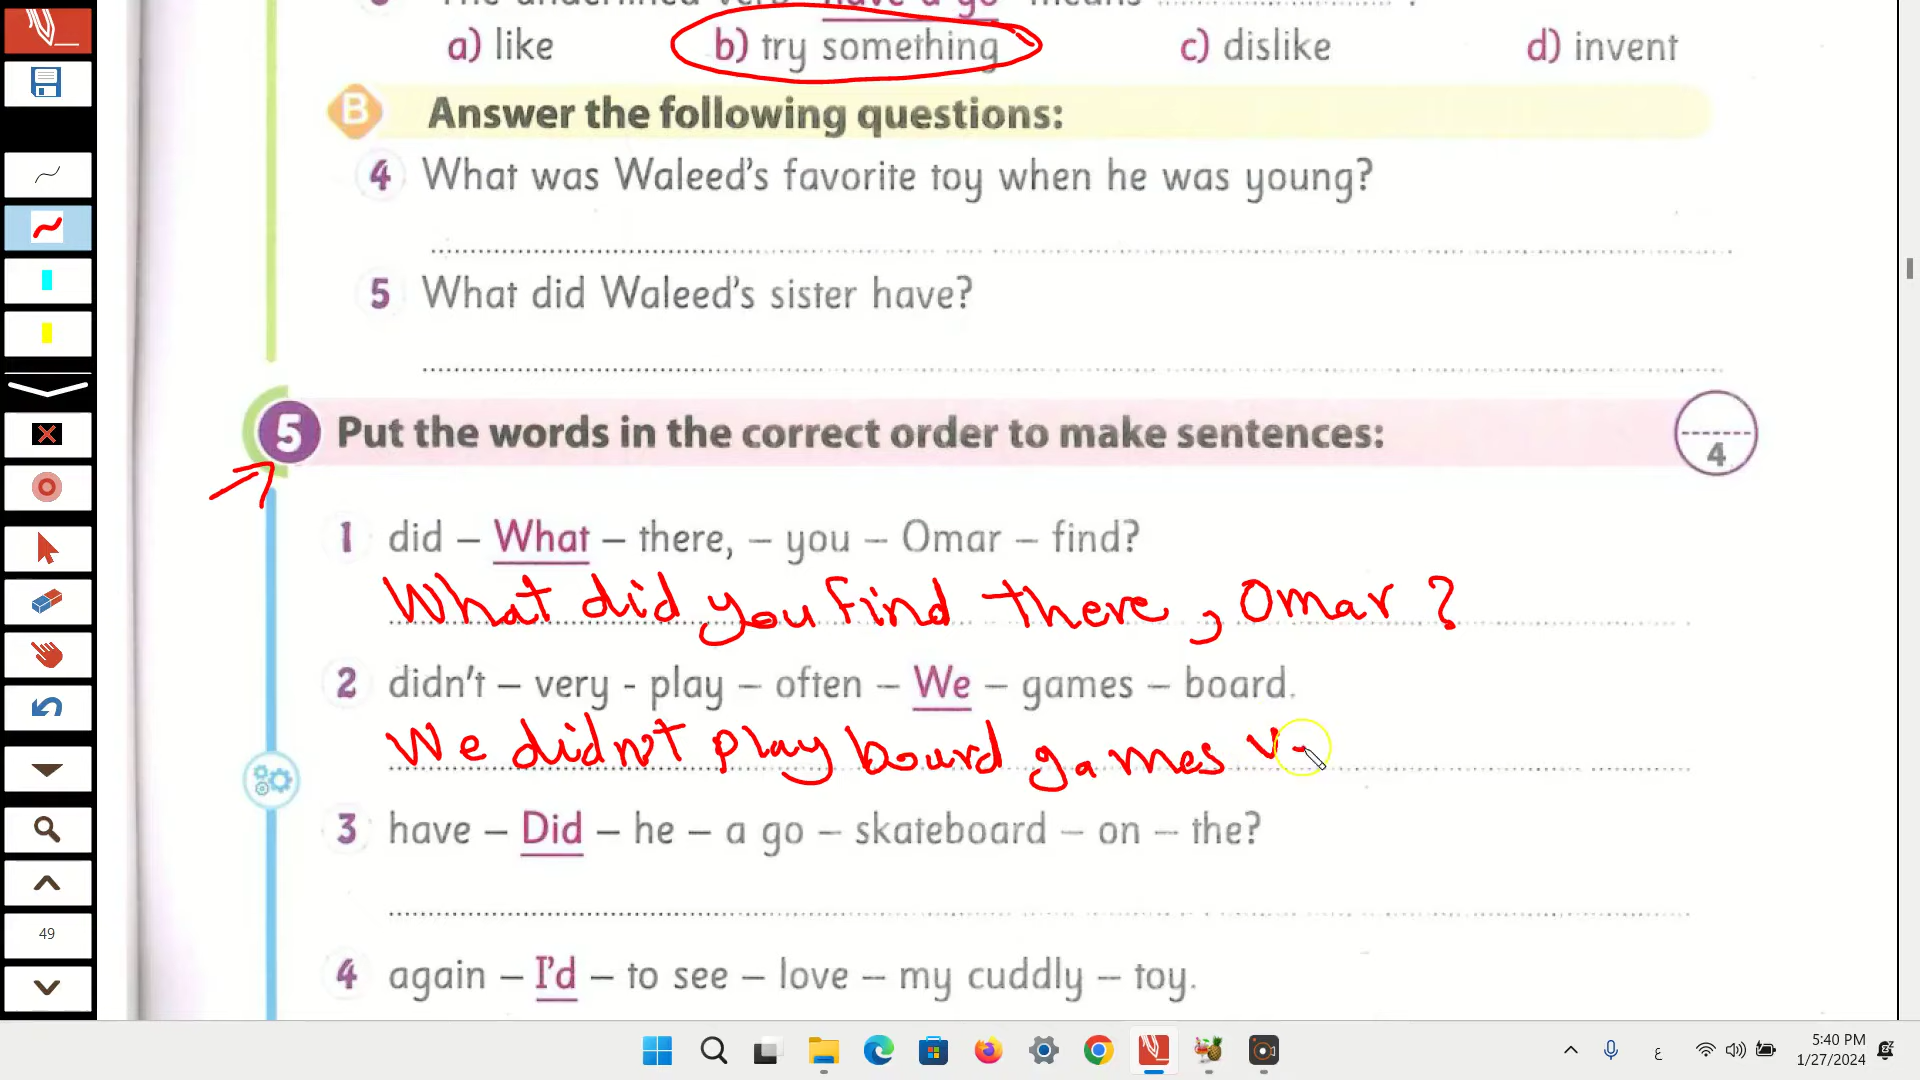 a) like b) try something c) dislike d) invent
B Answer the following questions:
4 What was Waleed's favorite toy when he was young?
5 What did Waleed's sister have?
5 Put the words in the correct order to make sentences:
4
1 did – What – there, – you – Omar – find?
What did you find there, Omar?
2 didn't – very - play – often – We – games – board.
We didn't play board games v
3 have – Did – he – a go – skateboard – on – the?
4 again – I'd – to see – love – my cuddly – toy.
49
ع
5:40 PM
1/27/2024